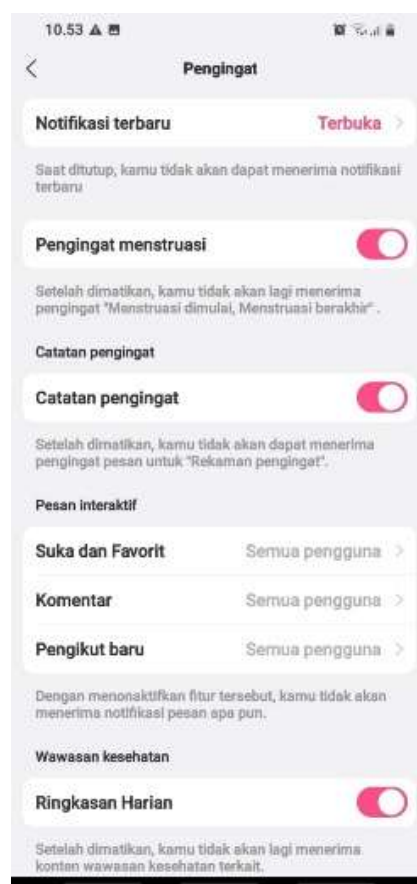 10.53
Pengingat
Notifikasi terbaru Terbuka
Saat ditutup, kamu tidak akan dapat menerima notifikasi
terbaru
Pengingat menstruasi
Setelah dimatikan, kamu tidak akan lagi menerima
pengingat "Menstruasi dimulai, Menstruasi berakhir" .
Catatan pengingat
Catatan pengingat
Setelah dimatikan, kamu tidak akan dapat menerima
pengingat pesan untuk "Rekaman pengingat".
Pesan interaktif
Suka dan Favorit Semua pengguna
Komentar Semua pengguna
Pengikut baru Semua pengguna
Dengan menonaktifkan fitur tersebut, kamu tidak akan
menerima notifikasi pesan apa pun.
Wawasan kesehatan
Ringkasan Harian
Setelah dimatikan, kamu tidak akan lagi menerima
konten wawasan kesehatan terkait.